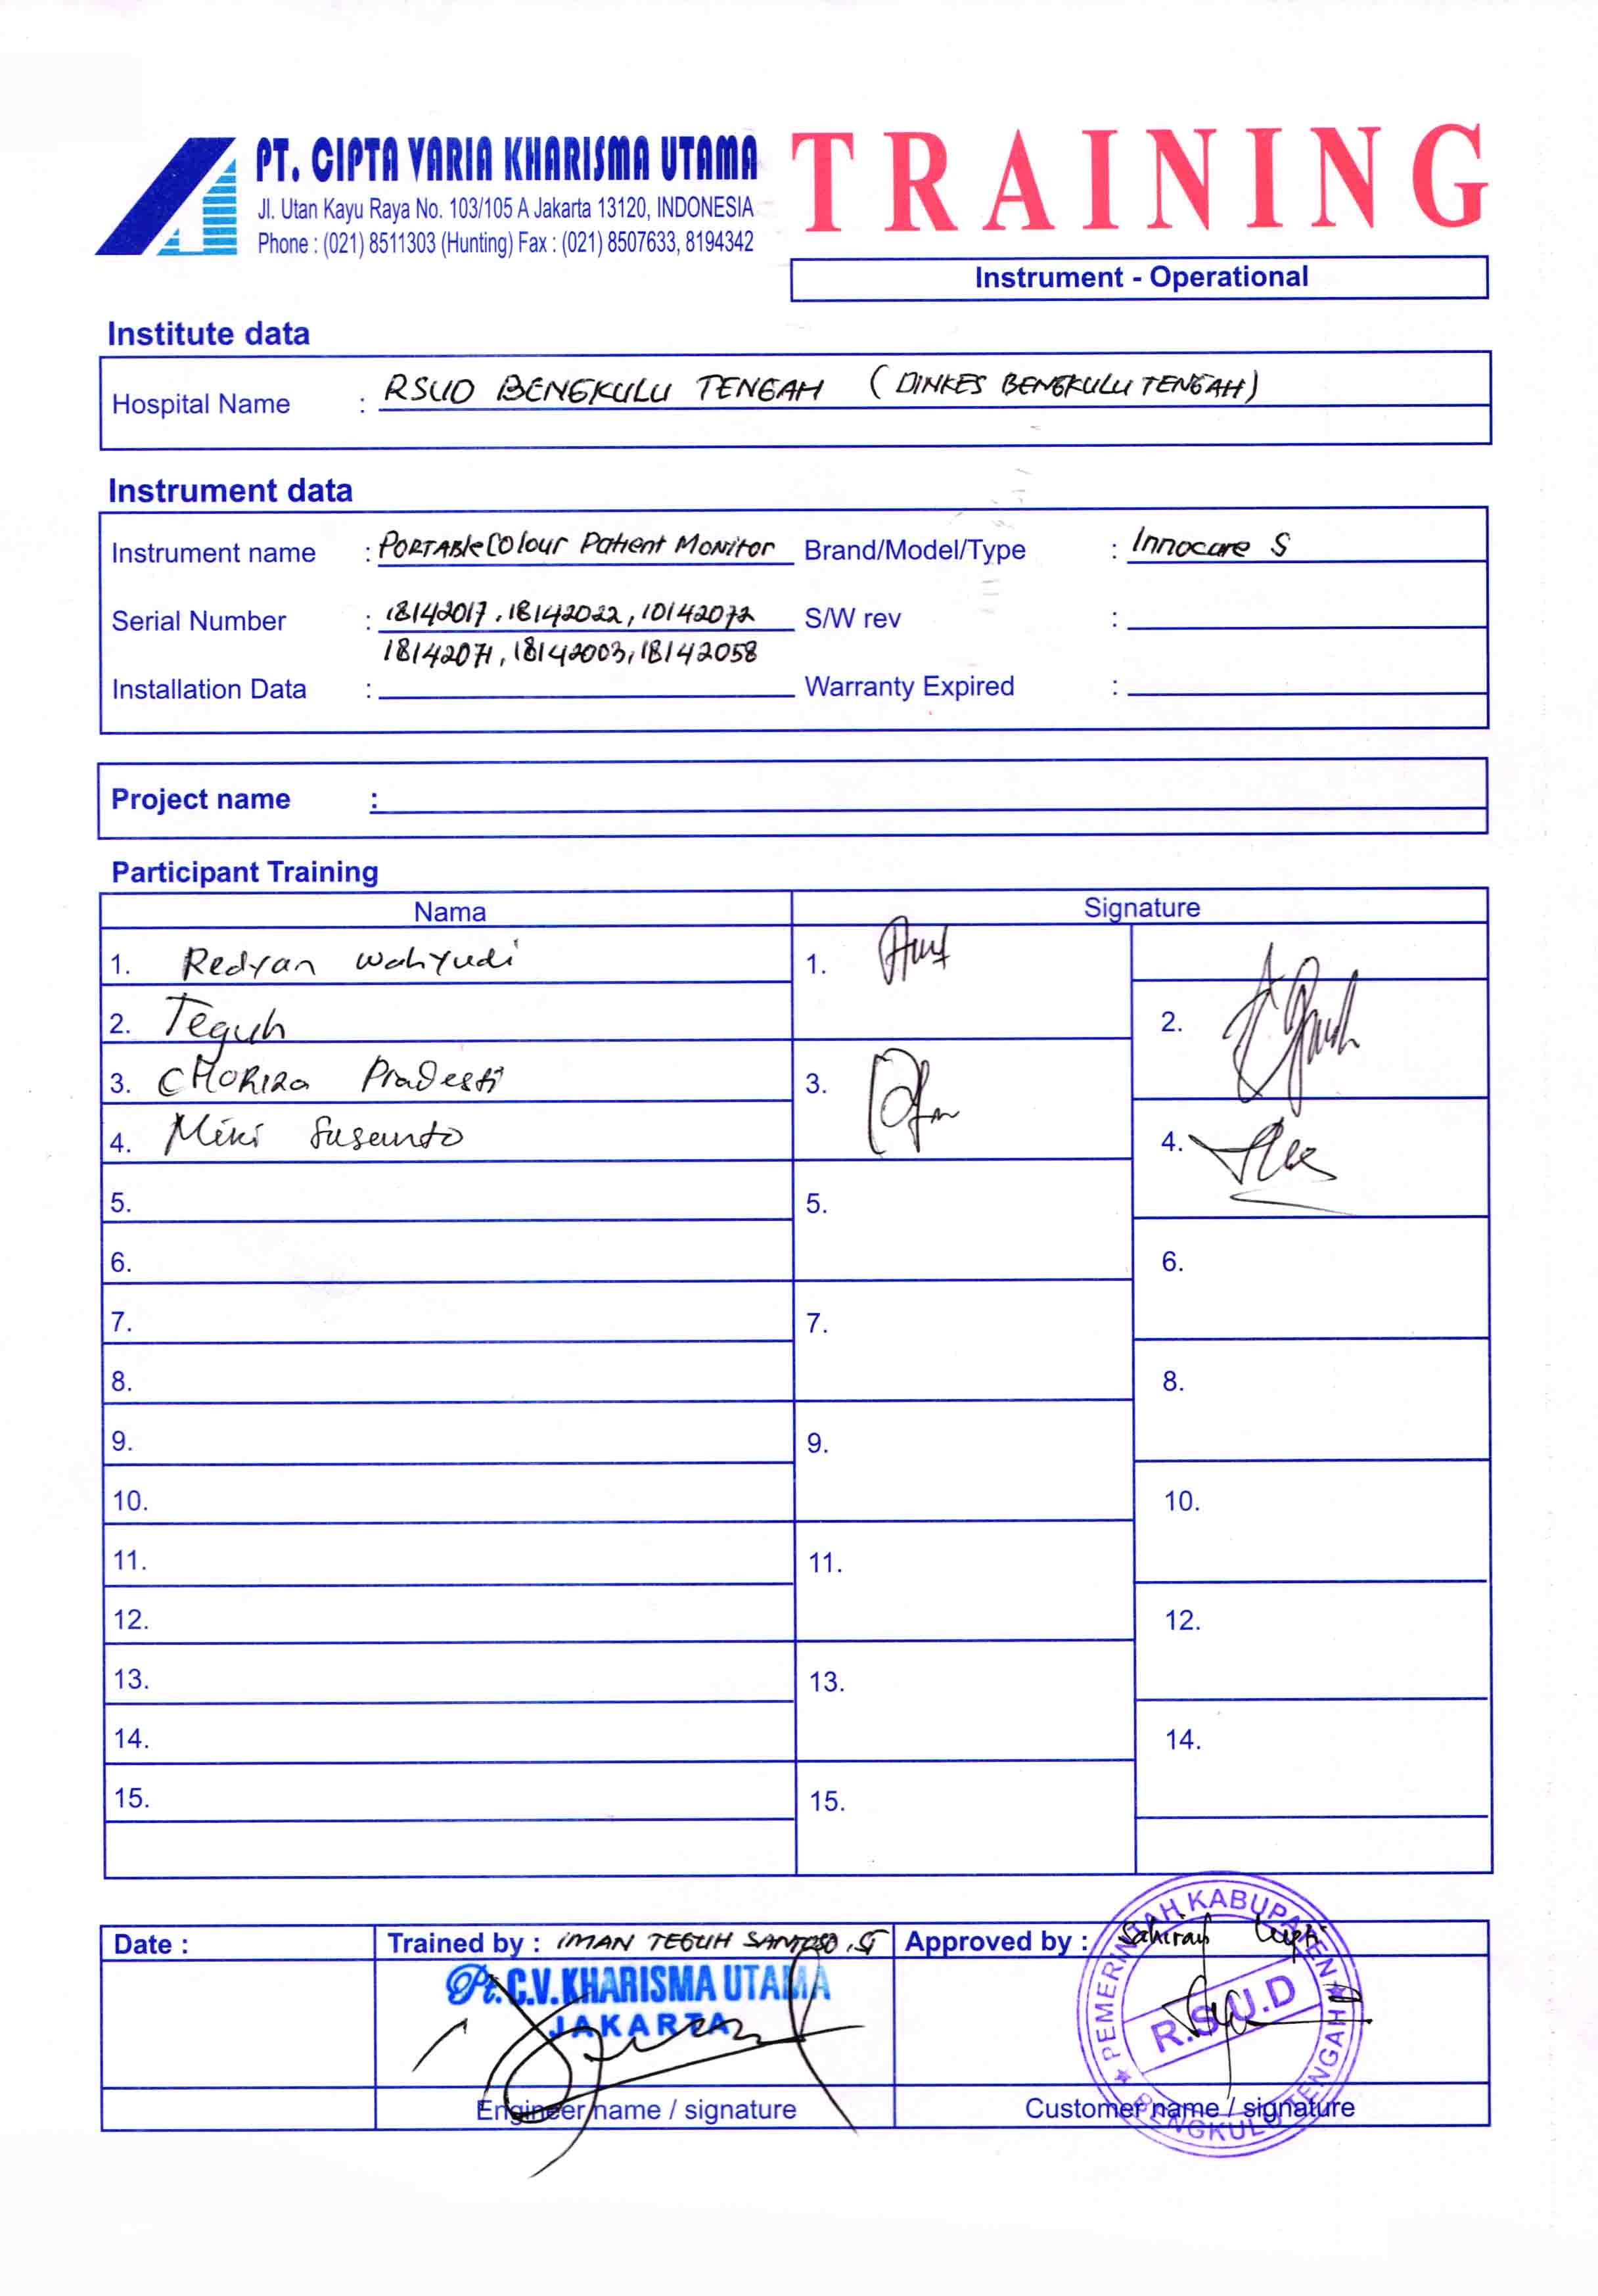 PT. CIPTA VARIA KHARISMA UTAMA
Jl. Utan Kayu Raya No. 103/105 A Jakarta 13120, INDONESIA
Phone : (021) 8511303 (Hunting) Fax : (021) 8507633, 8194342
TRAINING
Instrument - Operational
Institute data
Hospital Name : RSUD BENGKULU TENGAH (DINKES BENGKULU TENGAH)
Instrument data
Instrument name : PORTABLE COlour Patient Monitor Brand/Model/Type : Innocare S
Serial Number : 18142017, 18142022, 10142072 S/W rev :
18142071, 18142003, 18142058
Installation Data : Warranty Expired :
Project name :
Participant Training
Nama Signature
1. Redyan Wahyudi 1.
2. Teguh 2.
3. CHORIZA Pradesti 3.
4. Miki Susanto 4.
5. 5.
6. 6.
7. 7.
8. 8.
9. 9.
10. 10.
11. 11.
12. 12.
13. 13.
14. 14.
15. 15.
Date : Trained by : IMAN TEGUH SANTOSO, ST Approved by :
Pt. C.V. KHARISMA UTAMA
JAKARTA
PEMERINTAH KABUPATEN
R.S.U.D
BENGKULU TENGAH
Engineer name / signature Customer name / signature